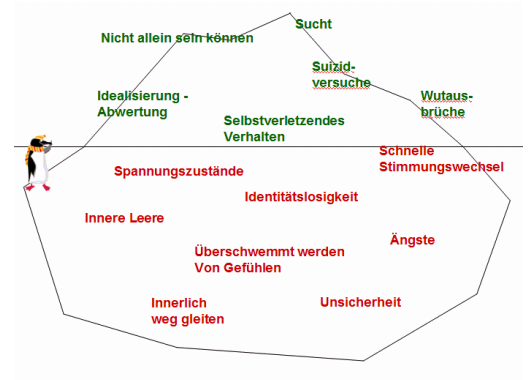 Sucht
Nicht allein sein können
Suizid-
versuche
Idealisierung -
Abwertung
Wutaus-
brüche
Selbstverletzendes
Verhalten
Schnelle
Stimmungswechsel
Spannungszustände
Identitätslosigkeit
Innere Leere
Ängste
Überschwemmt werden
Von Gefühlen
Innerlich
weg gleiten
Unsicherheit